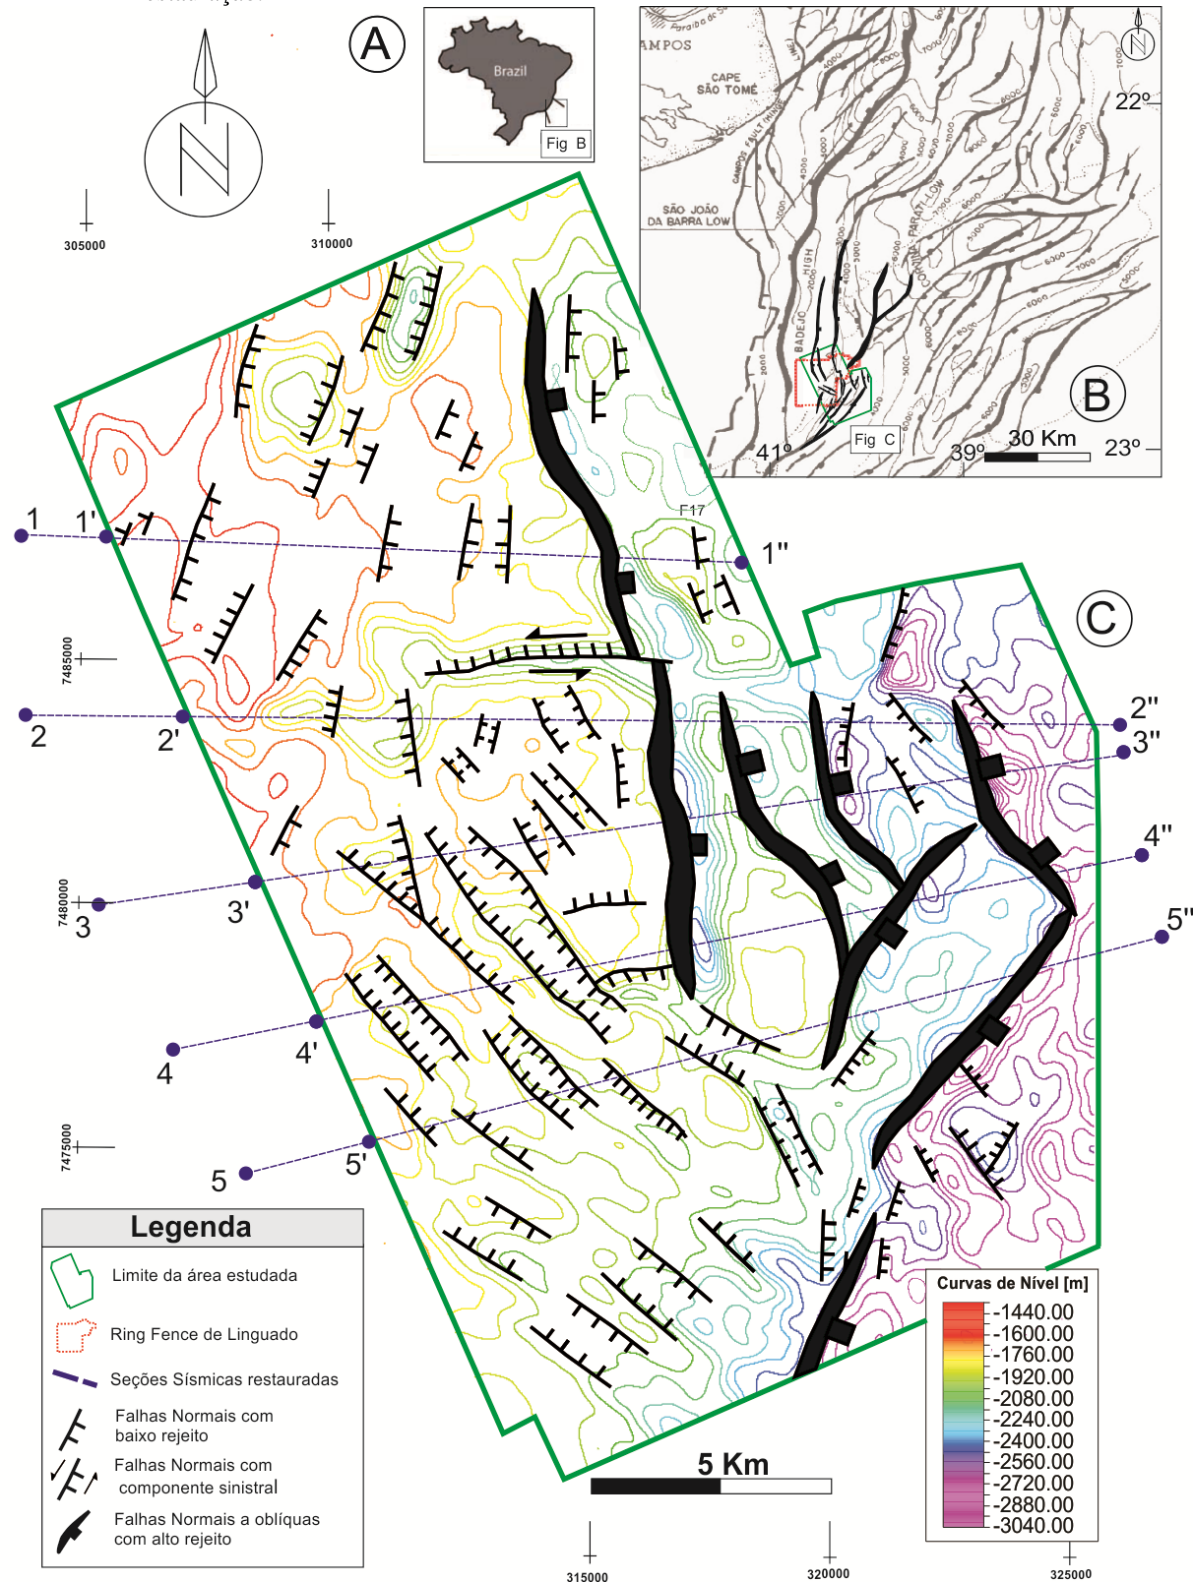 A
Brazil
Fig B
AMPOS
CAPE
SÃO TOMÉ
SÃO JOÃO
DA BARRA LOW
CAMPOS FAULT (HINGE
LINE)
BADEJO HIGH
N
22º
B
Fig C
30 Km
41º
39º
23º
N
305000
310000
F17
1
1'
1''
C
7485000
2
2'
2''
3''
4''
7480000
3
3'
5''
4
4'
7475000
5
5'
Legenda
Limite da área estudada
Ring Fence de Linguado
Seções Sísmicas restauradas
Falhas Normais com
baixo rejeito
Falhas Normais com
componente sinistral
Falhas Normais a oblíquas
com alto rejeito
Curvas de Nível [m]
-1440.00
-1600.00
-1760.00
-1920.00
-2080.00
-2240.00
-2400.00
-2560.00
-2720.00
-2880.00
-3040.00
5 Km
315000
320000
325000